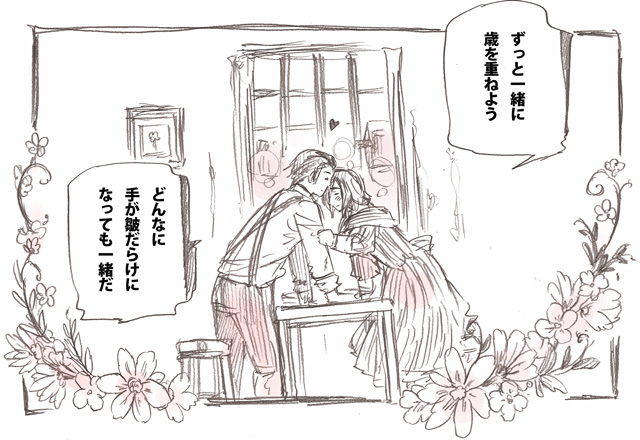 ずっと一緒に
歳を重ねよう
どんなに
手が皺だらけに
なっても一緒だ